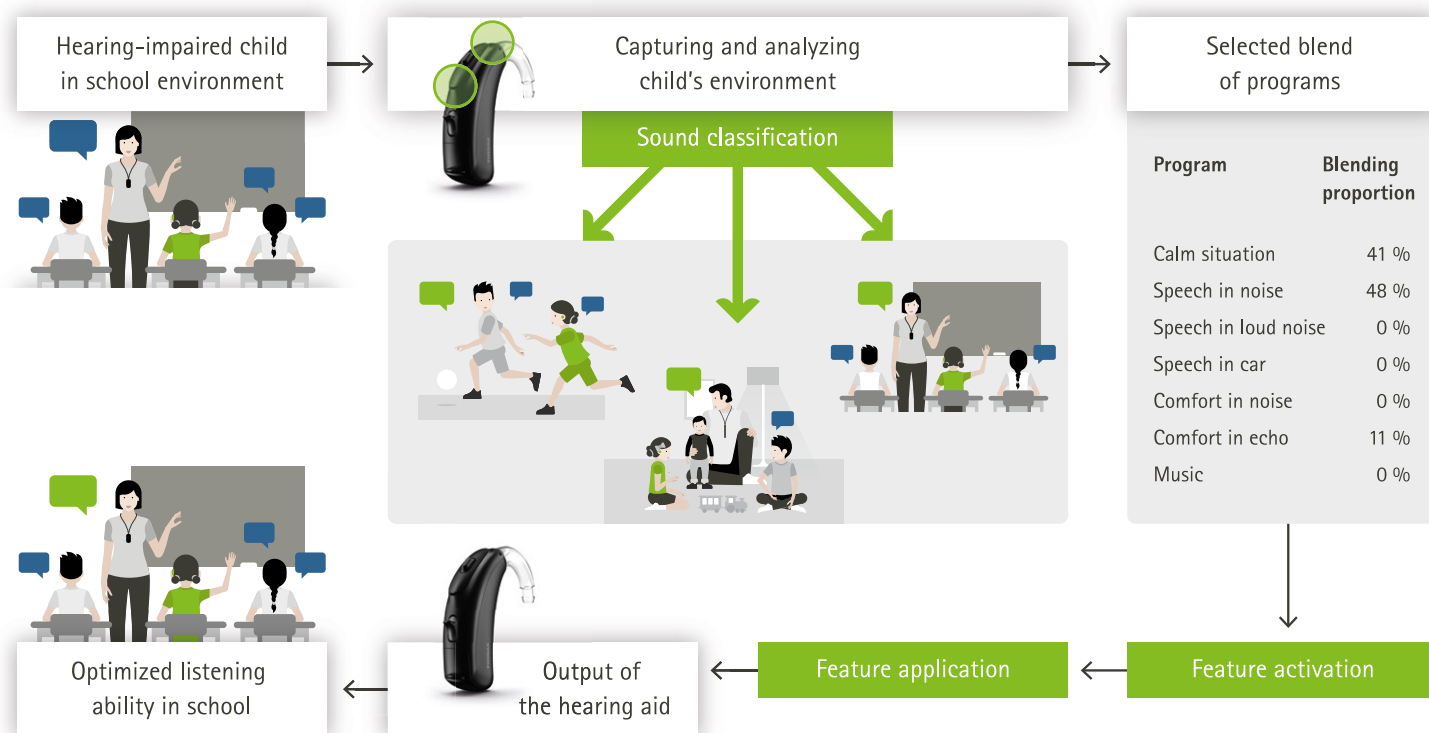 Hearing-impaired child
in school environment
Capturing and analyzing
child's environment
Selected blend
of programs
Sound classification
Program Blending
proportion
Calm situation 41 %
Speech in noise 48 %
Speech in loud noise 0 %
Speech in car 0 %
Comfort in noise 0 %
Comfort in echo 11 %
Music 0 %
Optimized listening
ability in school
Output of
the hearing aid
Feature application
Feature activation